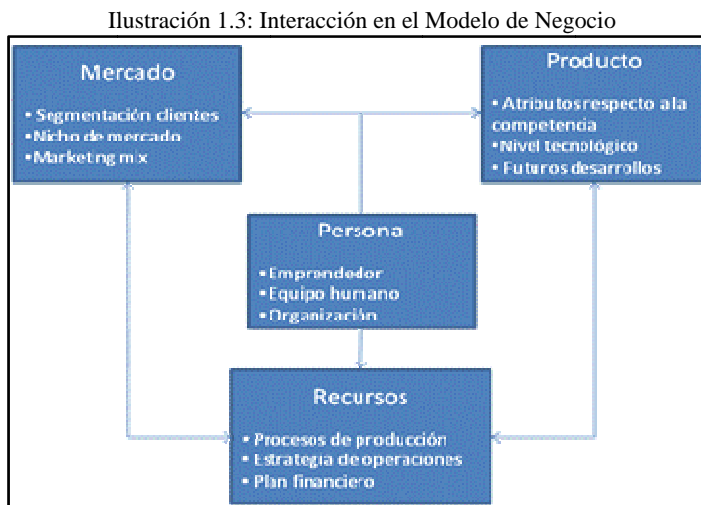 Ilustración 1.3: Interacción en el Modelo de Negocio
Mercado
• Segmentación clientes
• Nicho de mercado
• Marketing mix
Producto
• Atributos respecto a la
competencia
• Nivel tecnológico
• Futuros desarrollos
Persona
• Emprendedor
• Equipo humano
• Organización
Recursos
• Procesos de producción
• Estrategia de operaciones
• Plan financiero